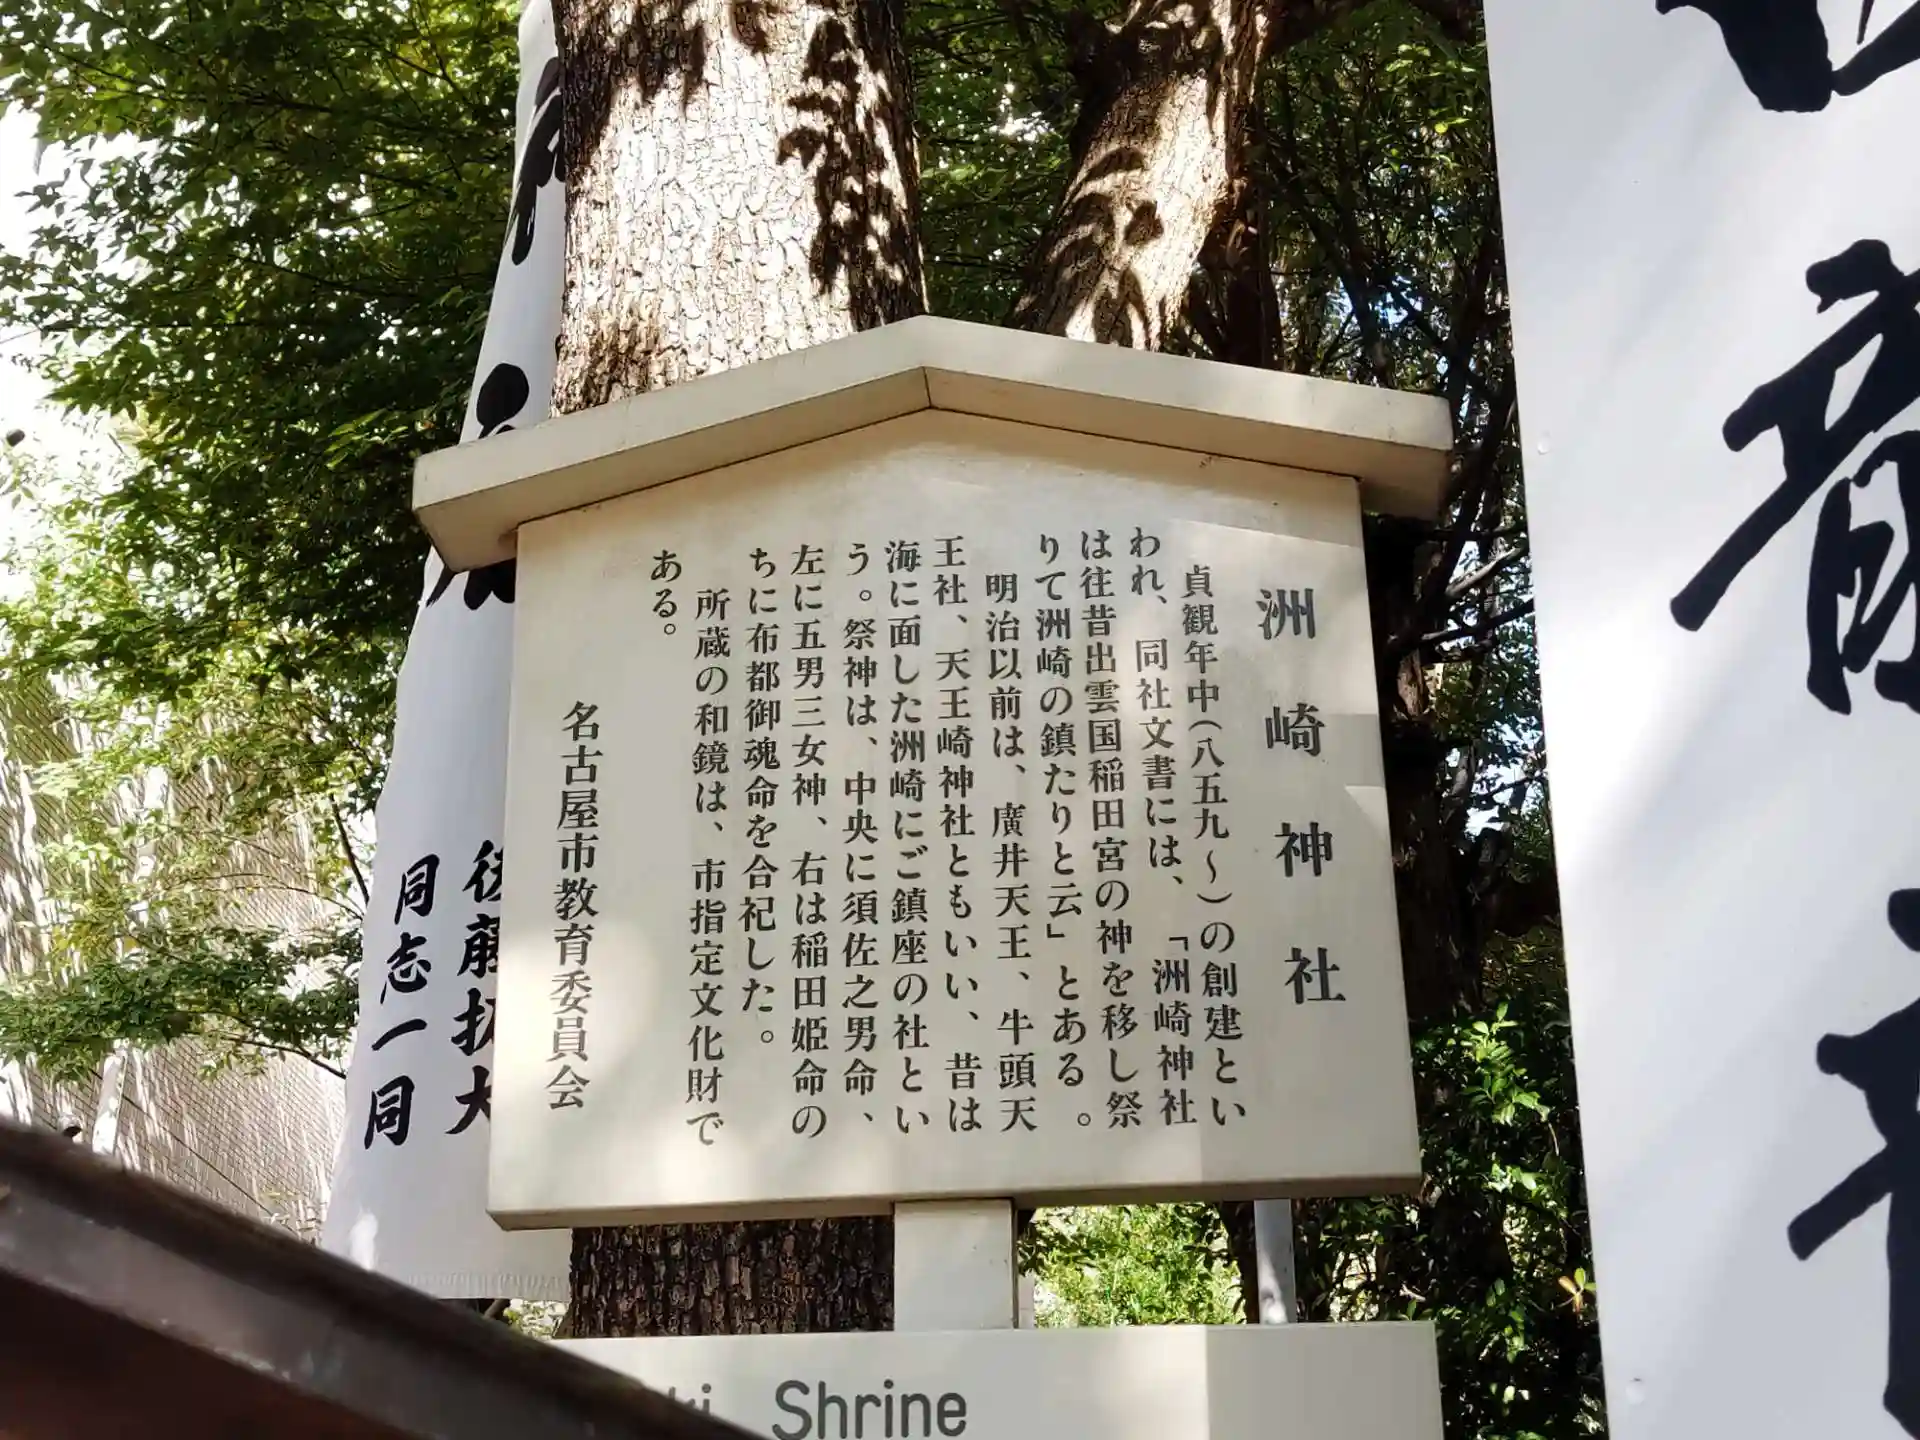 洲崎神社
貞観年中(八五九〜)の創建とい
われ、同社文書には、「洲崎神社
は往昔出雲国稲田宮の神を移し祭
りて洲崎の鎮たりと云」とある。
明治以前は、廣井天王、牛頭天
王社、天王崎神社ともいい、昔は
海に面した洲崎にご鎮座の社とい
う。祭神は、中央に須佐之男命、
左に五男三女神、右は稲田姫命の
ちに布都御魂命を合祀した。
所蔵の和鏡は、市指定文化財で
ある。
名古屋市教育委員会
Shrine
同志一同